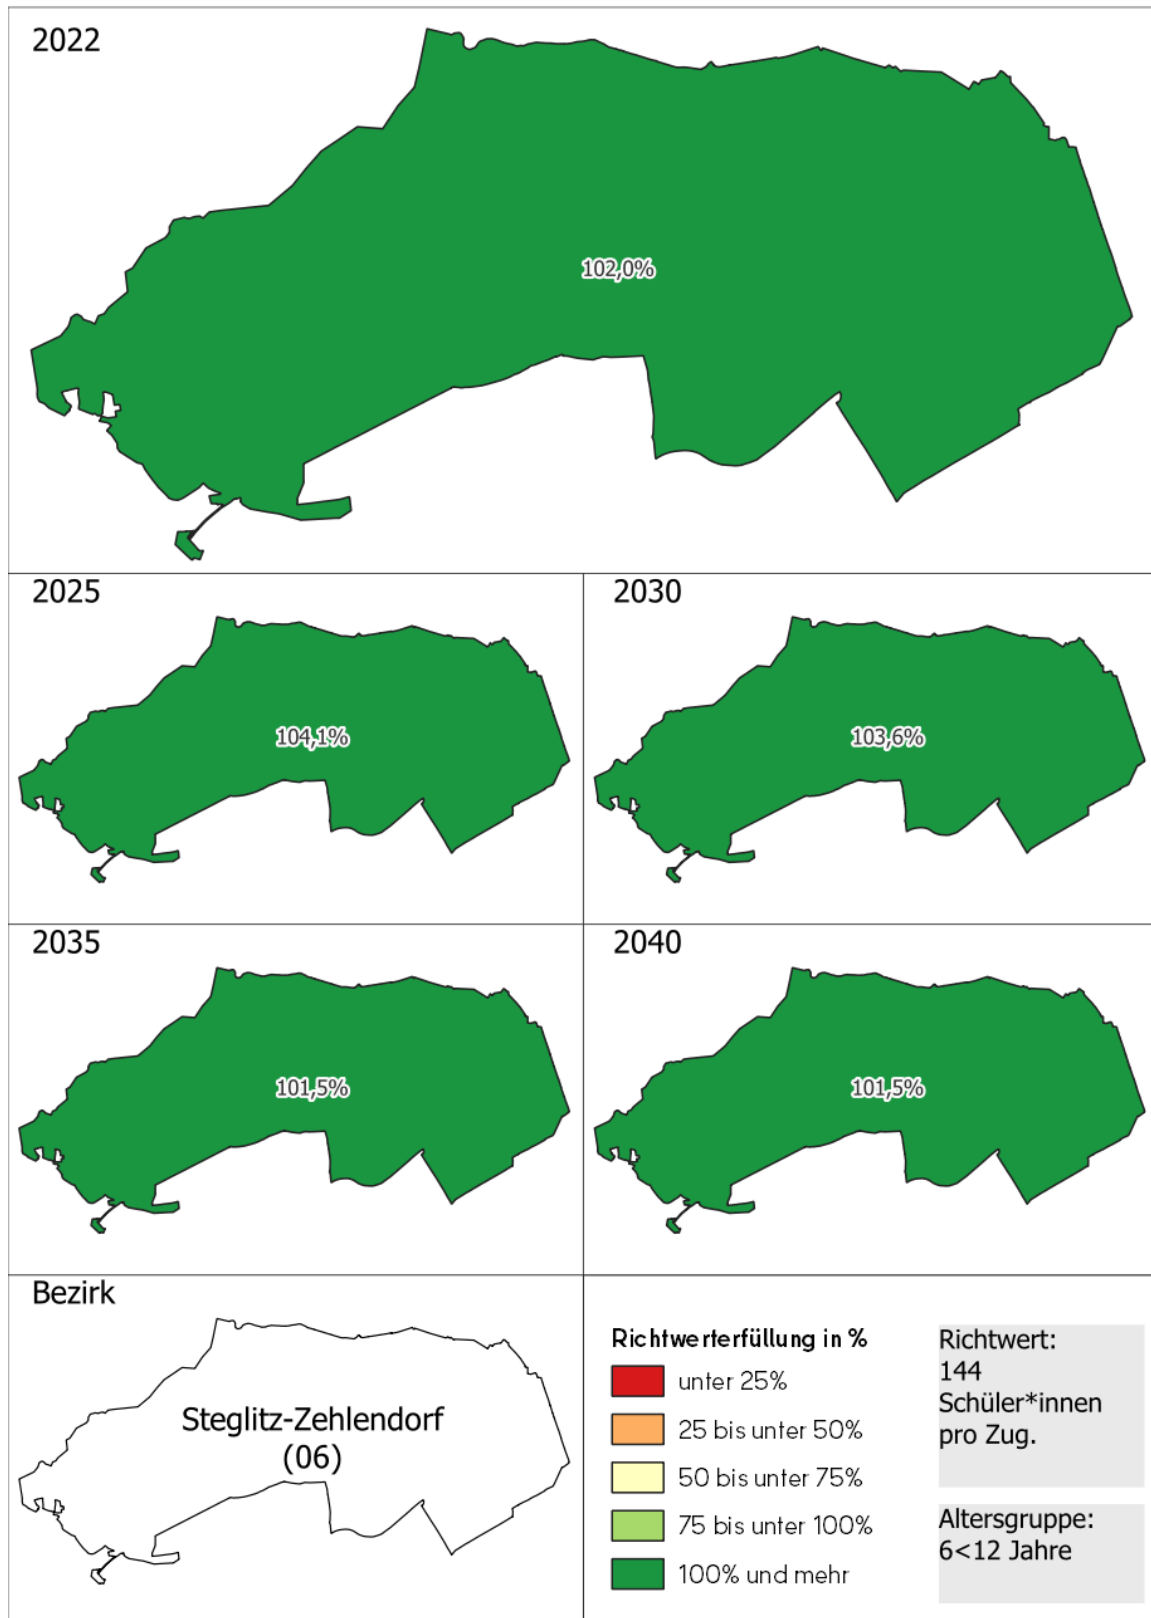 2022
102,0%
2025
104,1%
2030
103,6%
2035
101,5%
2040
101,5%
Bezirk
Steglitz-Zehlendorf
(06)
Richtwerterfüllung in %
unter 25%
25 bis unter 50%
50 bis unter 75%
75 bis unter 100%
100% und mehr
Richtwert:
144
Schüler*innen
pro Zug.
Altersgruppe:
6<12 Jahre